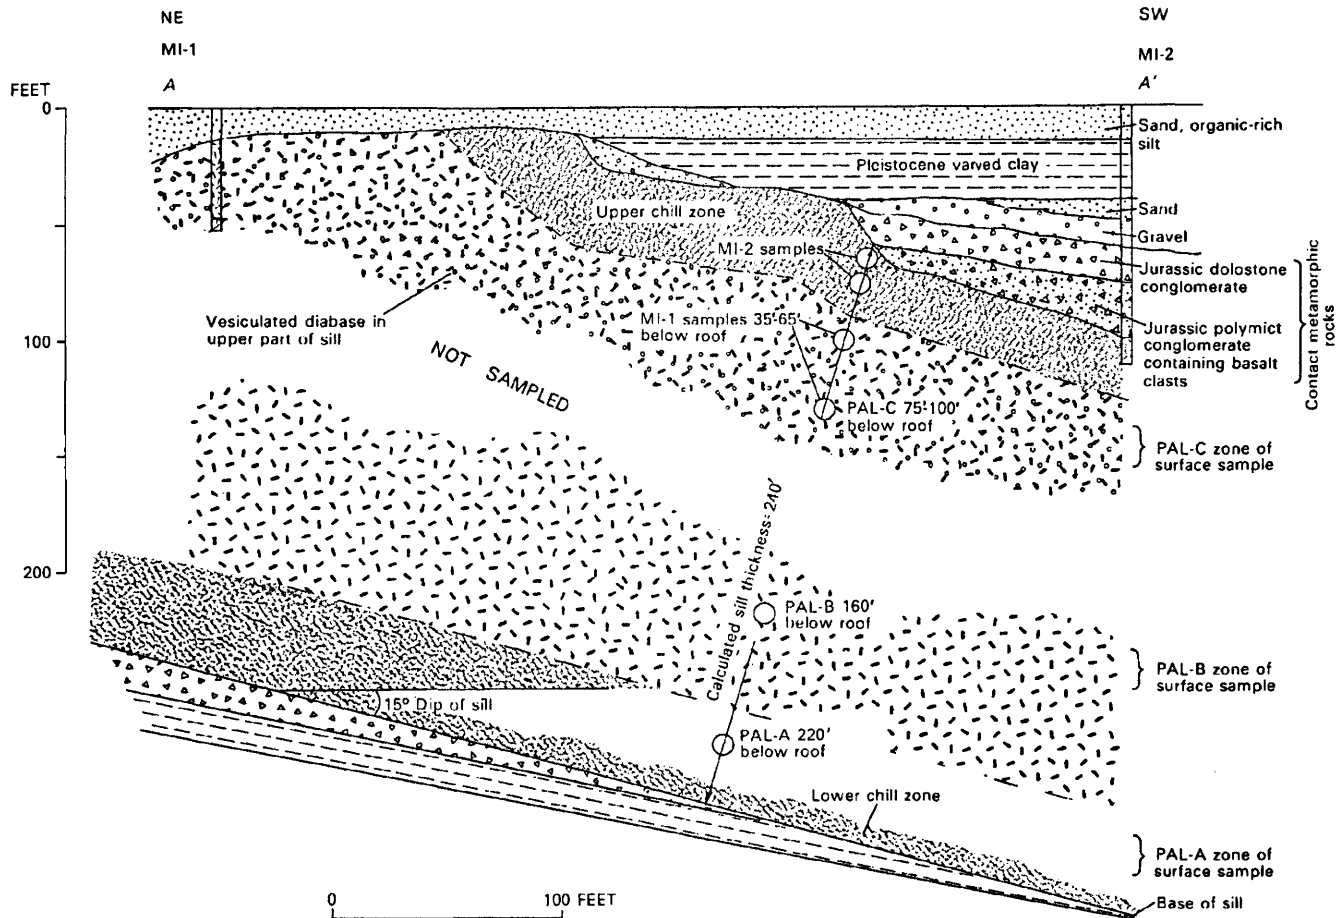 NE
SW
MI-1
MI-2
A
A'
FEET
0
Sand, organic-rich
silt
Pleistocene varved clay
Upper chill zone
Sand
MI-2 samples
Gravel
Jurassic dolostone
conglomerate
Vesiculated diabase in
upper part of sill
MI-1 samples 35'-65'
below roof
Jurassic polymict
conglomerate
containing basalt
clasts
Contact metamorphic
rocks
100
NOT SAMPLED
PAL-C 75'-100'
below roof
PAL-C zone of
surface sample
Calculated sill thickness=240'
200
PAL-B 160'
below roof
PAL-B zone of
surface sample
15° Dip of sill
PAL-A 220'
below roof
Lower chill zone
PAL-A zone of
surface sample
Base of sill
0
100 FEET